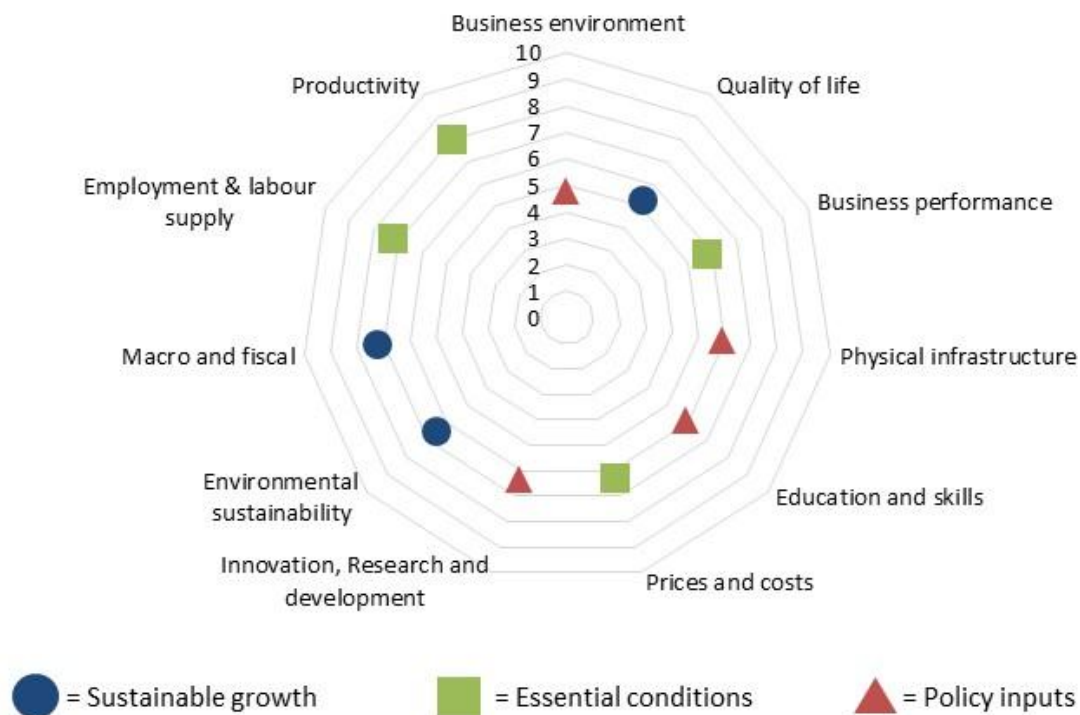 Business environment
10
9
8
7
6
5
4
3
2
1
0
Productivity
Quality of life
Employment & labour
supply
Business performance
Macro and fiscal
Physical infrastructure
Environmental
sustainability
Education and skills
Innovation, Research and
development
Prices and costs
= Sustainable growth
= Essential conditions
= Policy inputs